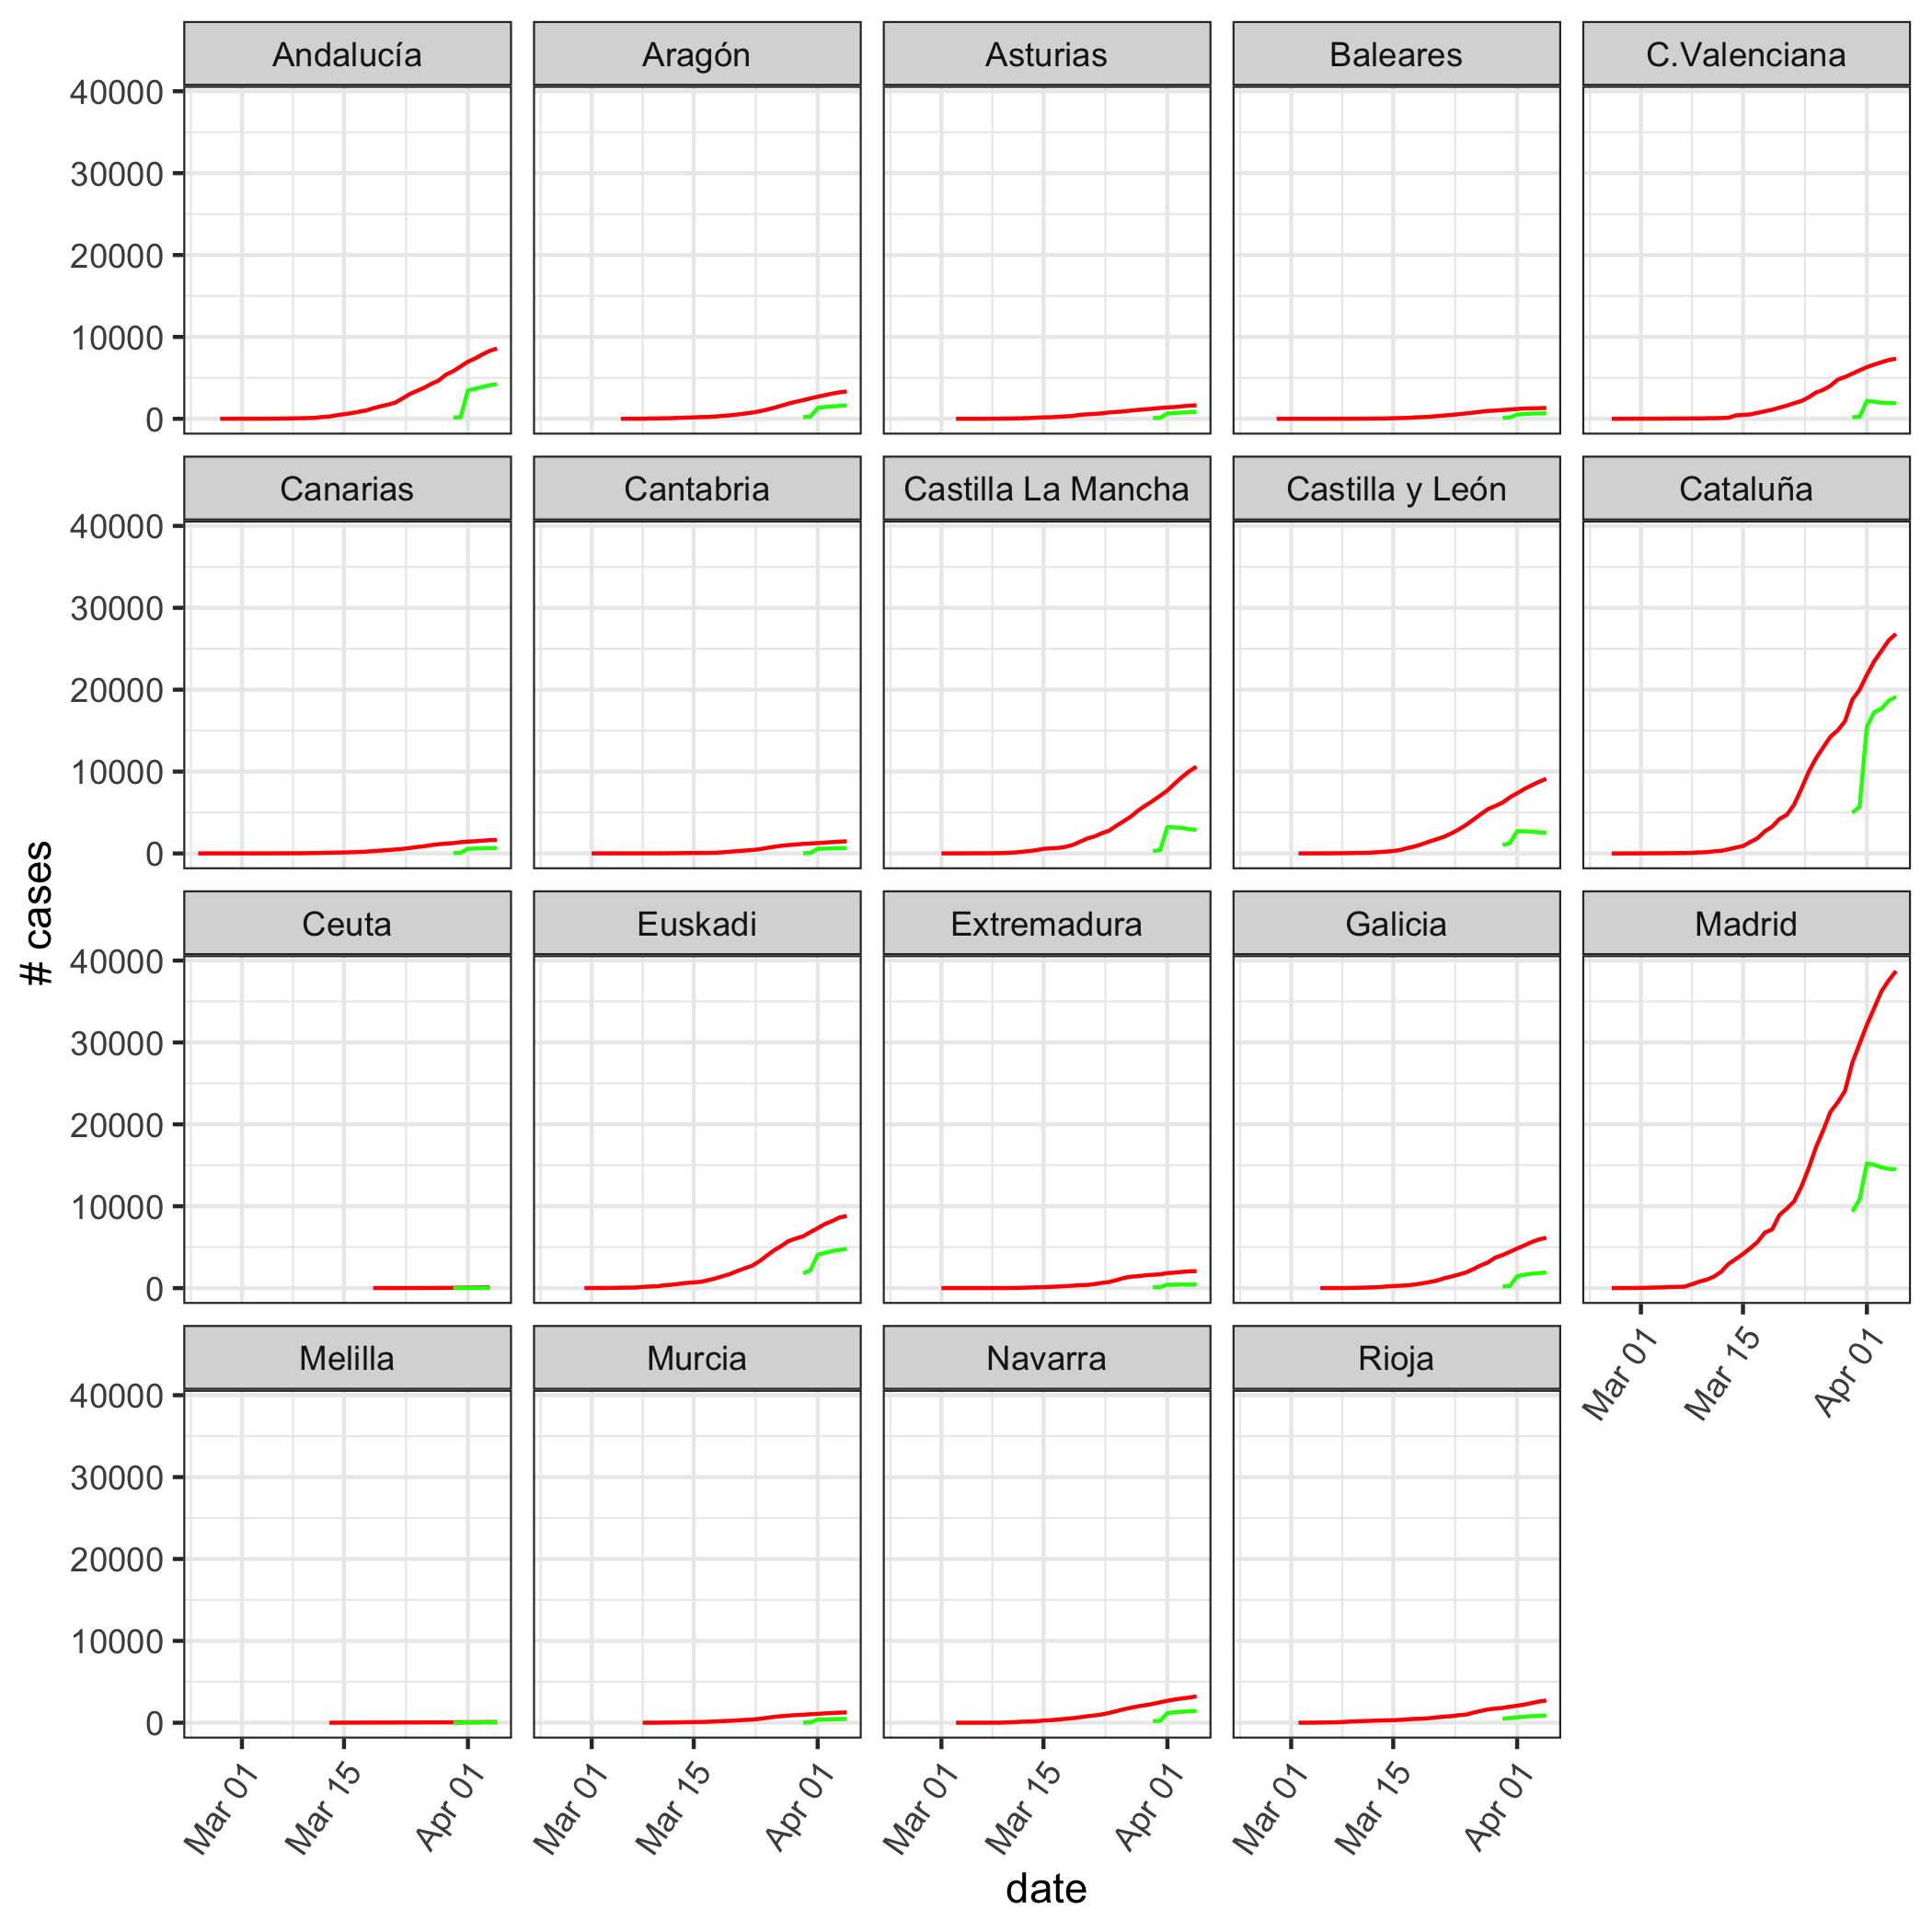 Andalucía Aragón Asturias Baleares C.Valenciana
40000
30000
20000
10000
0
Canarias Cantabria Castilla La Mancha Castilla y León Cataluña
40000
30000
20000
10000
0
Ceuta Euskadi Extremadura Galicia Madrid
40000
30000
20000
10000
0
Mar 01 Mar 15 Apr 01
Melilla Murcia Navarra Rioja
40000
30000
20000
10000
0
Mar 01 Mar 15 Apr 01 Mar 01 Mar 15 Apr 01 Mar 01 Mar 15 Apr 01 Mar 01 Mar 15 Apr 01
# cases
date